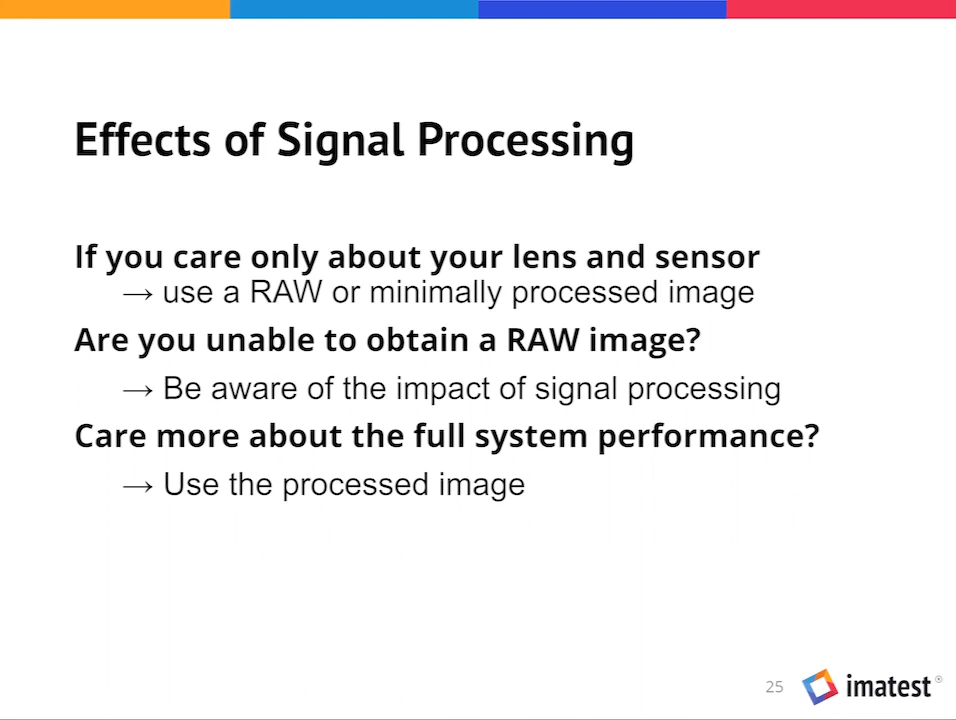 Effects of Signal Processing
If you care only about your lens and sensor
→ use a RAW or minimally processed image
Are you unable to obtain a RAW image?
→ Be aware of the impact of signal processing
Care more about the full system performance?
→ Use the processed image
25
imatest®